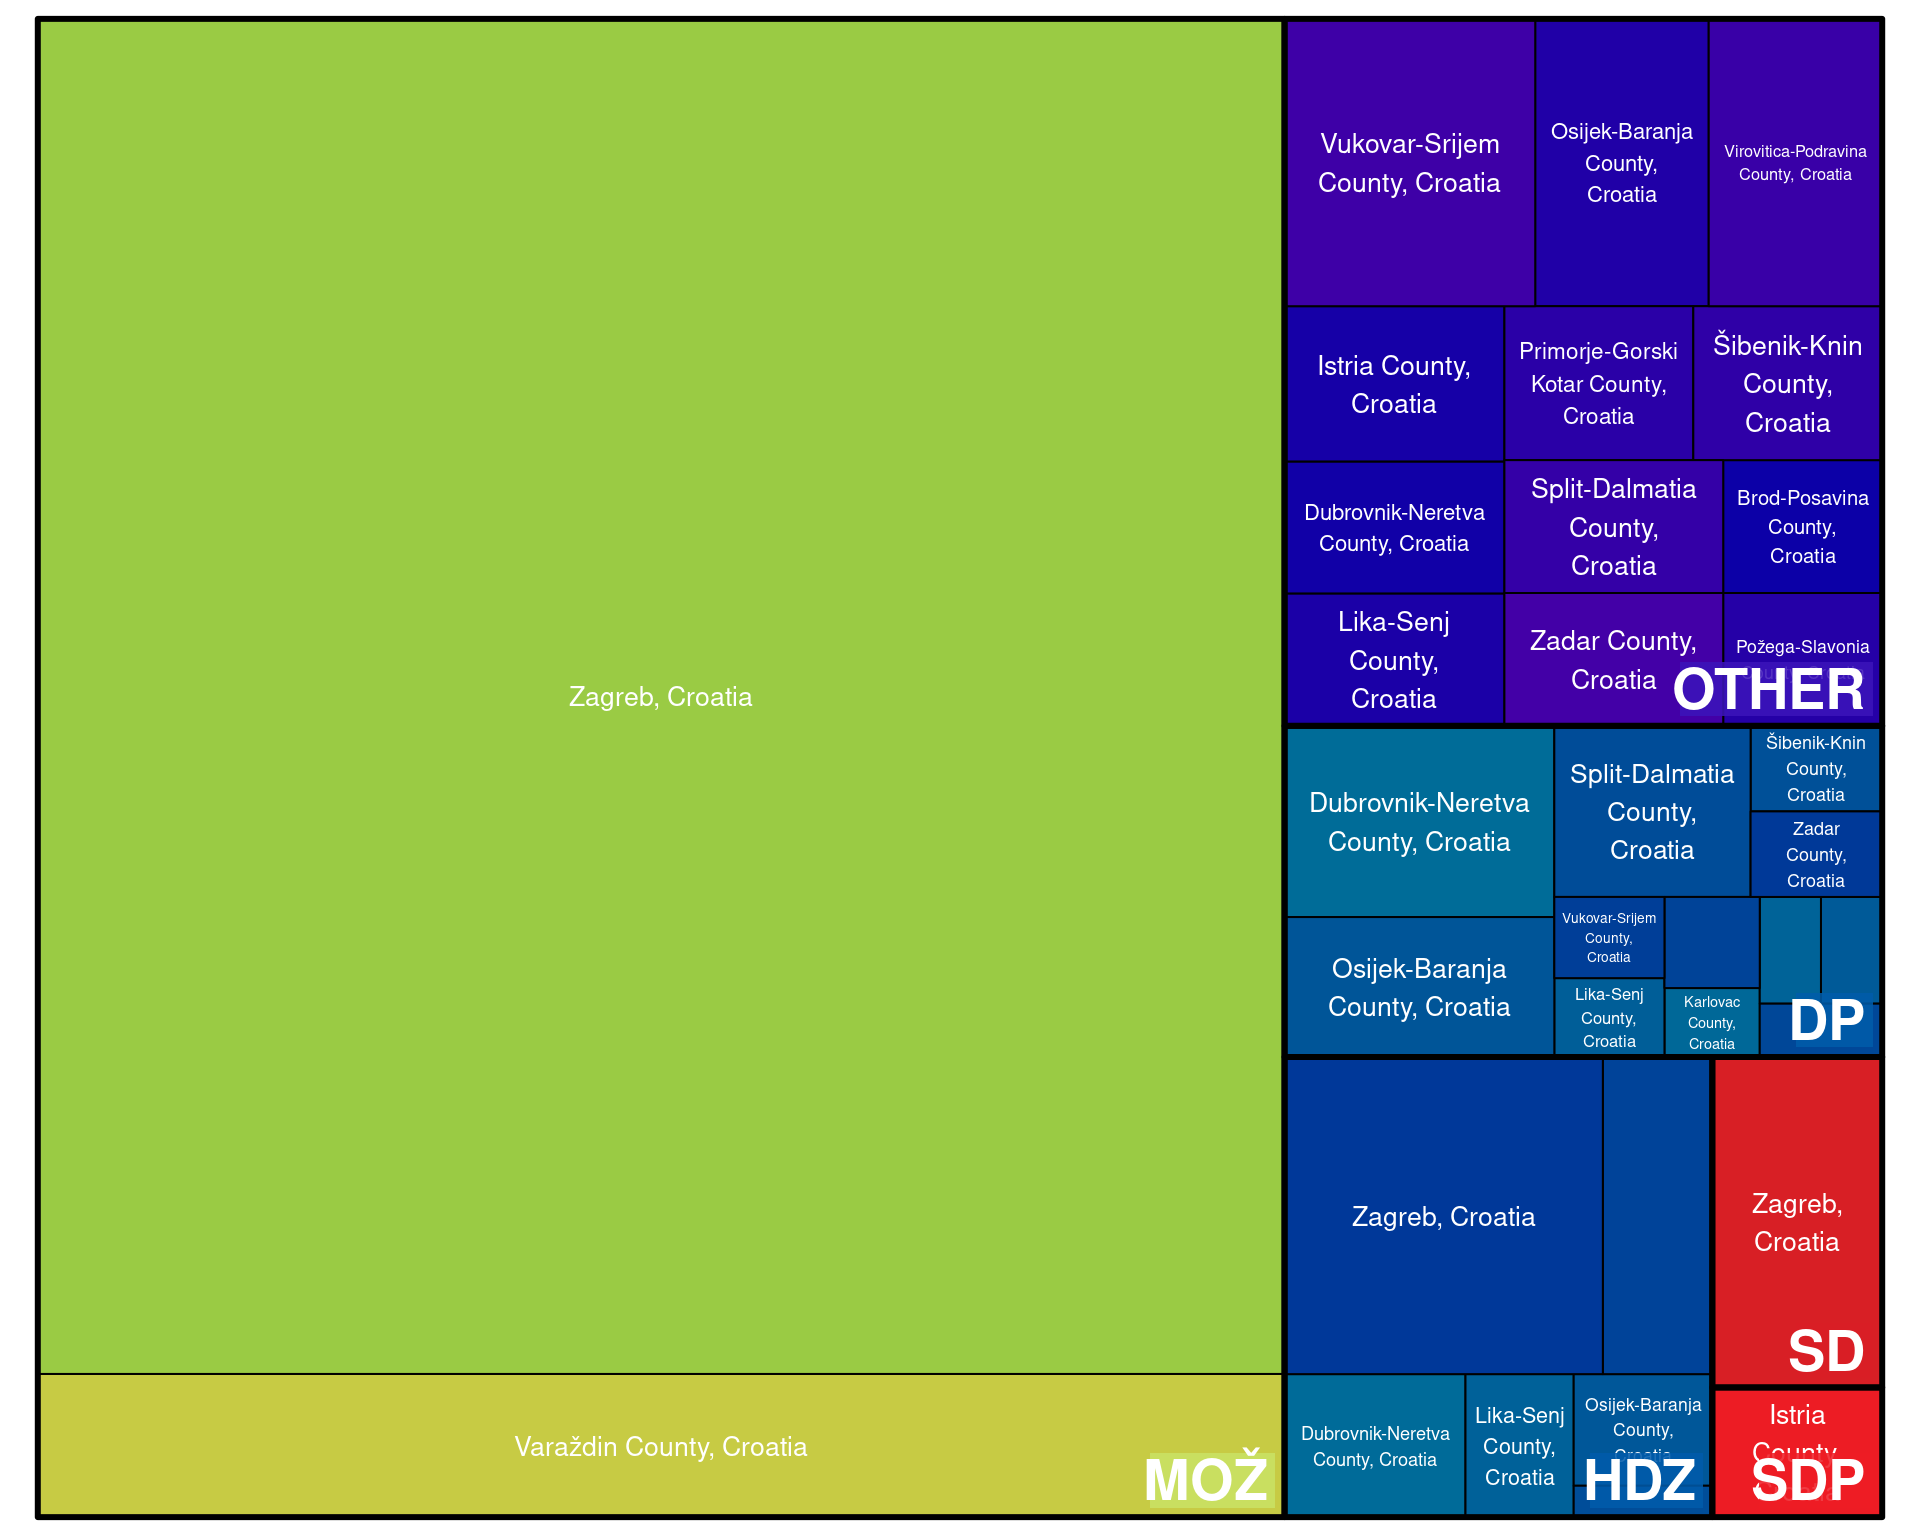 Zagreb, Croatia
Varaždin County, Croatia
MOŽ
Vukovar-Srijem
County, Croatia
Osijek-Baranja
County,
Croatia
Virovitica-Podravina
County, Croatia
Istria County,
Croatia
Primorje-Gorski
Kotar County,
Croatia
Šibenik-Knin
County,
Croatia
Dubrovnik-Neretva
County, Croatia
Split-Dalmatia
County,
Croatia
Brod-Posavina
County,
Croatia
Lika-Senj
County,
Croatia
Zadar County,
Croatia
Požega-Slavonia
OTHER
Dubrovnik-Neretva
County, Croatia
Split-Dalmatia
County,
Croatia
Šibenik-Knin
County,
Croatia
Zadar
County,
Croatia
Osijek-Baranja
County, Croatia
Vukovar-Srijem
County,
Croatia
Lika-Senj
County,
Croatia
Karlovac
County,
Croatia
DP
Zagreb, Croatia
Dubrovnik-Neretva
County, Croatia
Lika-Senj
County,
Croatia
Osijek-Baranja
County,
Croatia
HDZ
Zagreb,
Croatia
SD
Istria
County,
SDP